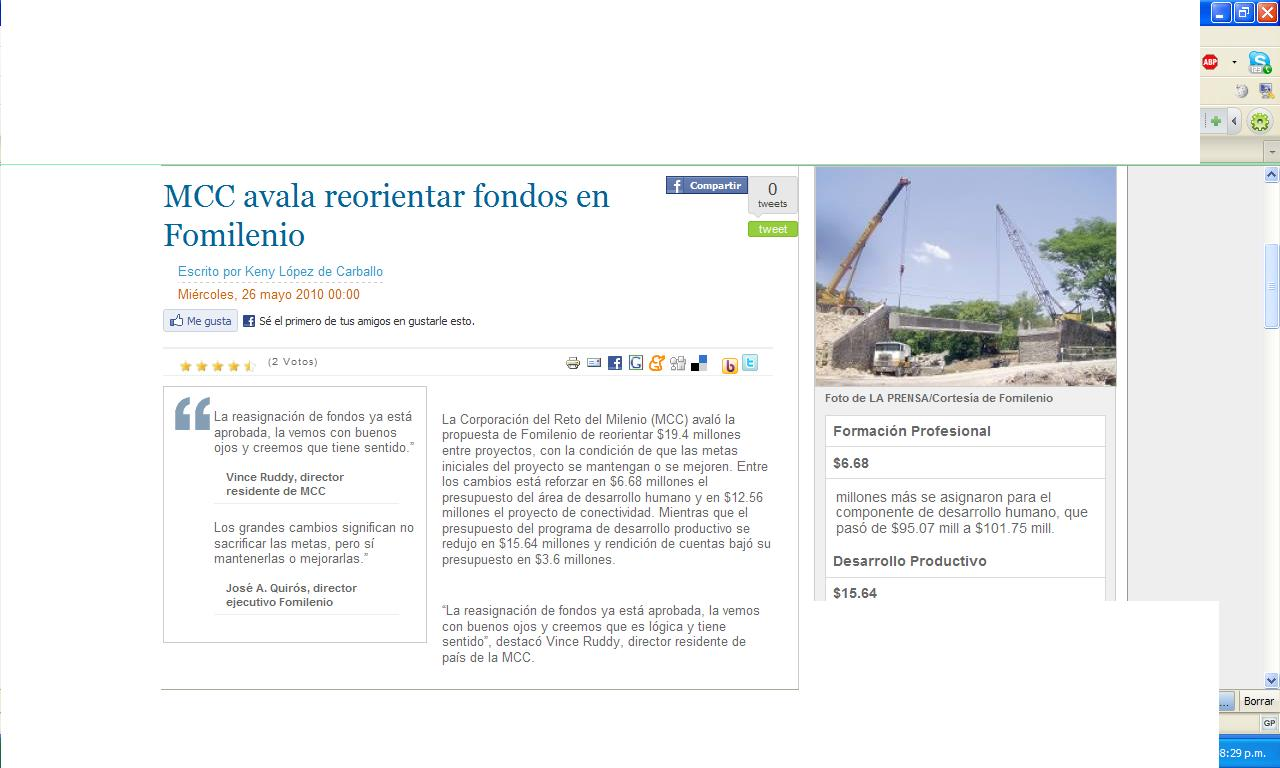 ABP
MCC avala reorientar fondos en
Fomilenio
Compartir
0
tweets
tweet
Escrito por Keny López de Carballo
Miércoles, 26 mayo 2010 00:00
Me gusta
Sé el primero de tus amigos en gustarle esto.
(2 Votos)
La reasignación de fondos ya está
aprobada, la vemos con buenos
ojos y creemos que tiene sentido.”
Vince Ruddy, director
residente de MCC
Los grandes cambios significan no
sacrificar las metas, pero sí
mantenerlas o mejorarlas.”
José A. Quirós, director
ejecutivo Fomilenio
La Corporación del Reto del Milenio (MCC) avaló la
propuesta de Fomilenio de reorientar $19.4 millones
entre proyectos, con la condición de que las metas
iniciales del proyecto se mantengan o se mejoren. Entre
los cambios está reforzar en $6.68 millones el
presupuesto del área de desarrollo humano y en $12.56
millones el proyecto de conectividad. Mientras que el
presupuesto del programa de desarrollo productivo se
redujo en $15.64 millones y rendición de cuentas bajó su
presupuesto en $3.6 millones.
“La reasignación de fondos ya está aprobada, la vemos
con buenos ojos y creemos que es lógica y tiene
sentido”, destacó Vince Ruddy, director residente de
país de la MCC.
Foto de LA PRENSA/Cortesía de Fomilenio
Formación Profesional
$6.68
millones más se asignaron para el
componente de desarrollo humano, que
pasó de $95.07 mill a $101.75 mill.
Desarrollo Productivo
$15.64
... Borrar
GP
8:29 p.m.